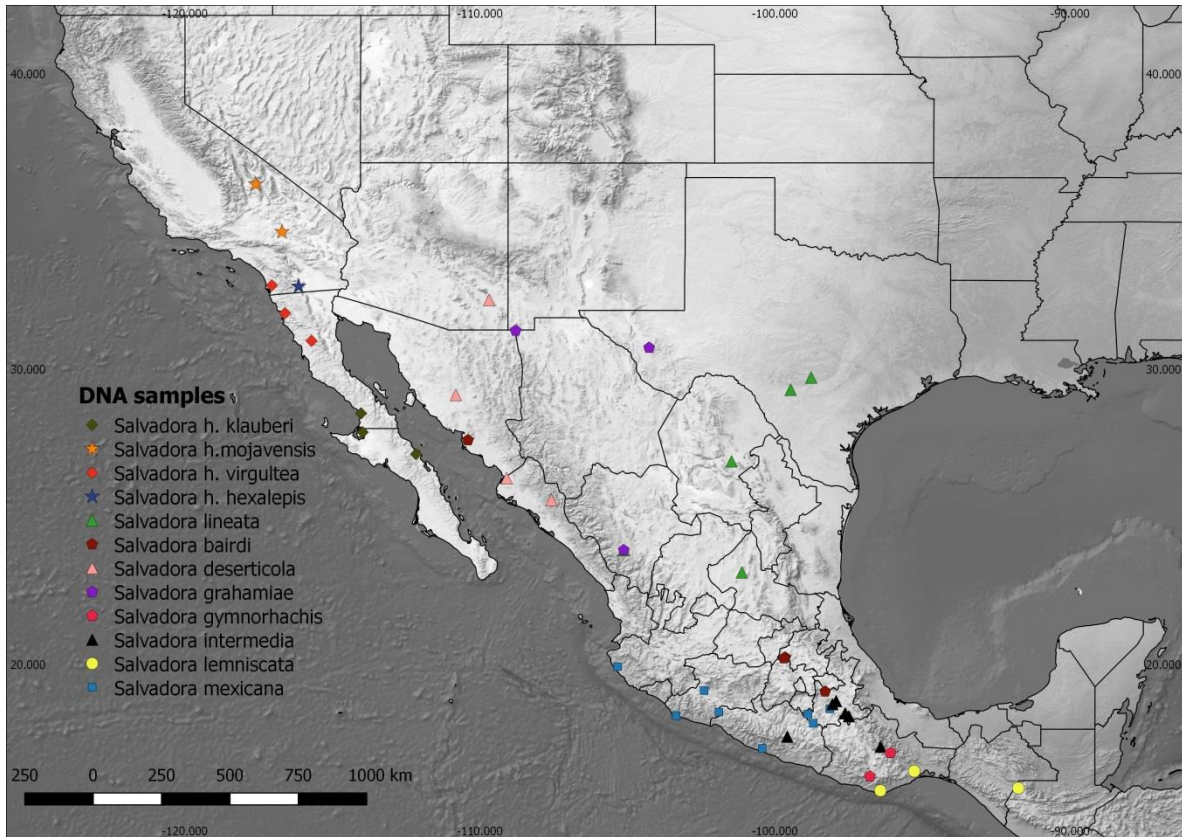 -120.000 -110.000 -100.000 -90.000
40.000 40.000
30.000 30.000
DNA samples
Salvadora h. klauberi
Salvadora h.mojavensis
Salvadora h. virgultea
Salvadora h. hexalepis
Salvadora lineata
Salvadora bairdi
Salvadora deserticola
Salvadora grahamiae
Salvadora gymnorhachis
Salvadora intermedia
20.000 20.000
Salvadora lemniscata
Salvadora mexicana
250 0 250 500 750 1000 km
-120.000 -110.000 -100.000 -90.000